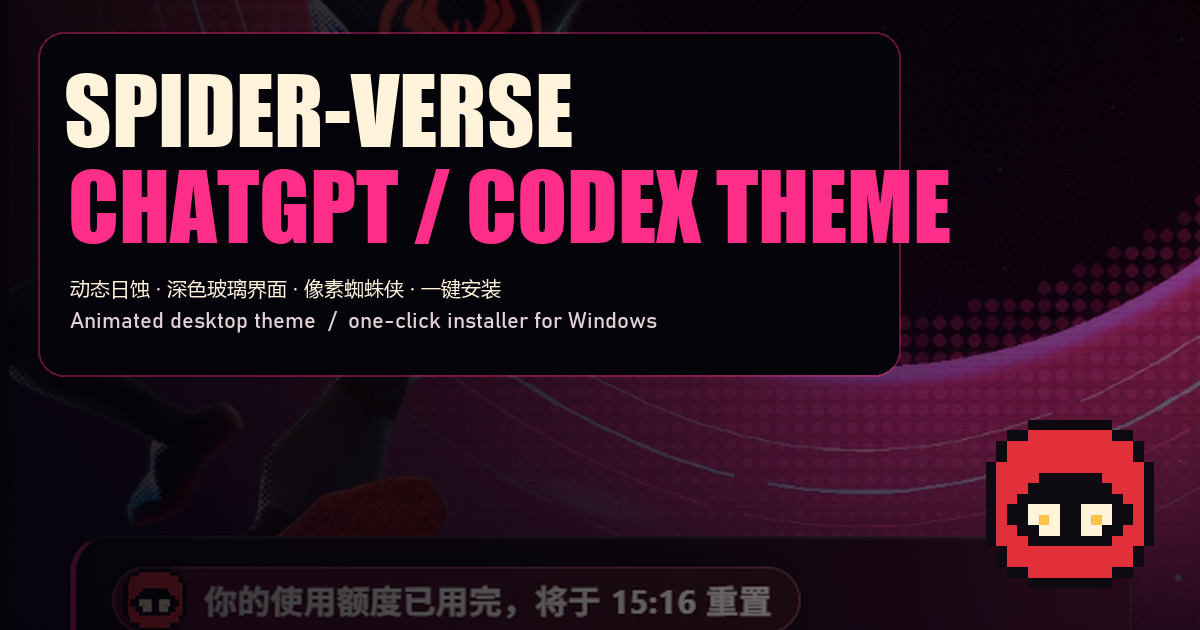 SPIDER-VERSE
CHATGPT / CODEX THEME
动态日蚀 · 深色玻璃界面 · 像素蜘蛛侠 · 一键安装
Animated desktop theme / one-click installer for Windows
你的使用额度已用完，将于 15:16 重置